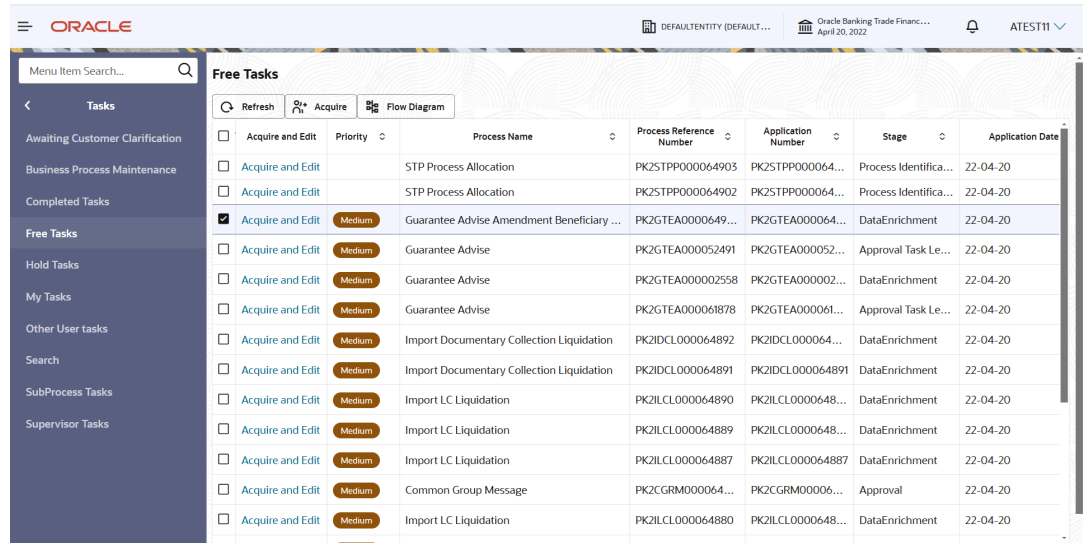 ORACLE
DEFAULTENTITY (DEFAULT...
Oracle Banking Trade Financ...
April 20, 2022
ATEST11
Menu Item Search...
Tasks
Awaiting Customer Clarification
Business Process Maintenance
Completed Tasks
Free Tasks
Hold Tasks
My Tasks
Other User tasks
Search
SubProcess Tasks
Supervisor Tasks
Free Tasks
Refresh Acquire Flow Diagram
Acquire and Edit Priority Process Name Process Reference Number Application Number Stage Application Date
Acquire and Edit STP Process Allocation PK2STPP000064903 PK2STPP000064... Process Identifica... 22-04-20
Acquire and Edit STP Process Allocation PK2STPP000064902 PK2STPP000064... Process Identifica... 22-04-20
Acquire and Edit Medium Guarantee Advise Amendment Beneficiary ... PK2GTEA0000649... PK2GTEA000064... DataEnrichment 22-04-20
Acquire and Edit Medium Guarantee Advise PK2GTEA000052491 PK2GTEA000052... Approval Task Le... 22-04-20
Acquire and Edit Medium Guarantee Advise PK2GTEA000002558 PK2GTEA000002... DataEnrichment 22-04-20
Acquire and Edit Medium Guarantee Advise PK2GTEA000061878 PK2GTEA000061... Approval Task Le... 22-04-20
Acquire and Edit Medium Import Documentary Collection Liquidation PK2IDCL000064892 PK2IDCL000064... DataEnrichment 22-04-20
Acquire and Edit Medium Import Documentary Collection Liquidation PK2IDCL000064891 PK2IDCL000064891 DataEnrichment 22-04-20
Acquire and Edit Medium Import LC Liquidation PK2ILCL000064890 PK2ILCL0000648... DataEnrichment 22-04-20
Acquire and Edit Medium Import LC Liquidation PK2ILCL000064889 PK2ILCL0000648... DataEnrichment 22-04-20
Acquire and Edit Medium Import LC Liquidation PK2ILCL000064887 PK2ILCL000064887 DataEnrichment 22-04-20
Acquire and Edit Medium Common Group Message PK2CGRM000064... PK2CGRM00006... Approval 22-04-20
Acquire and Edit Medium Import LC Liquidation PK2ILCL000064880 PK2ILCL0000648... DataEnrichment 22-04-20